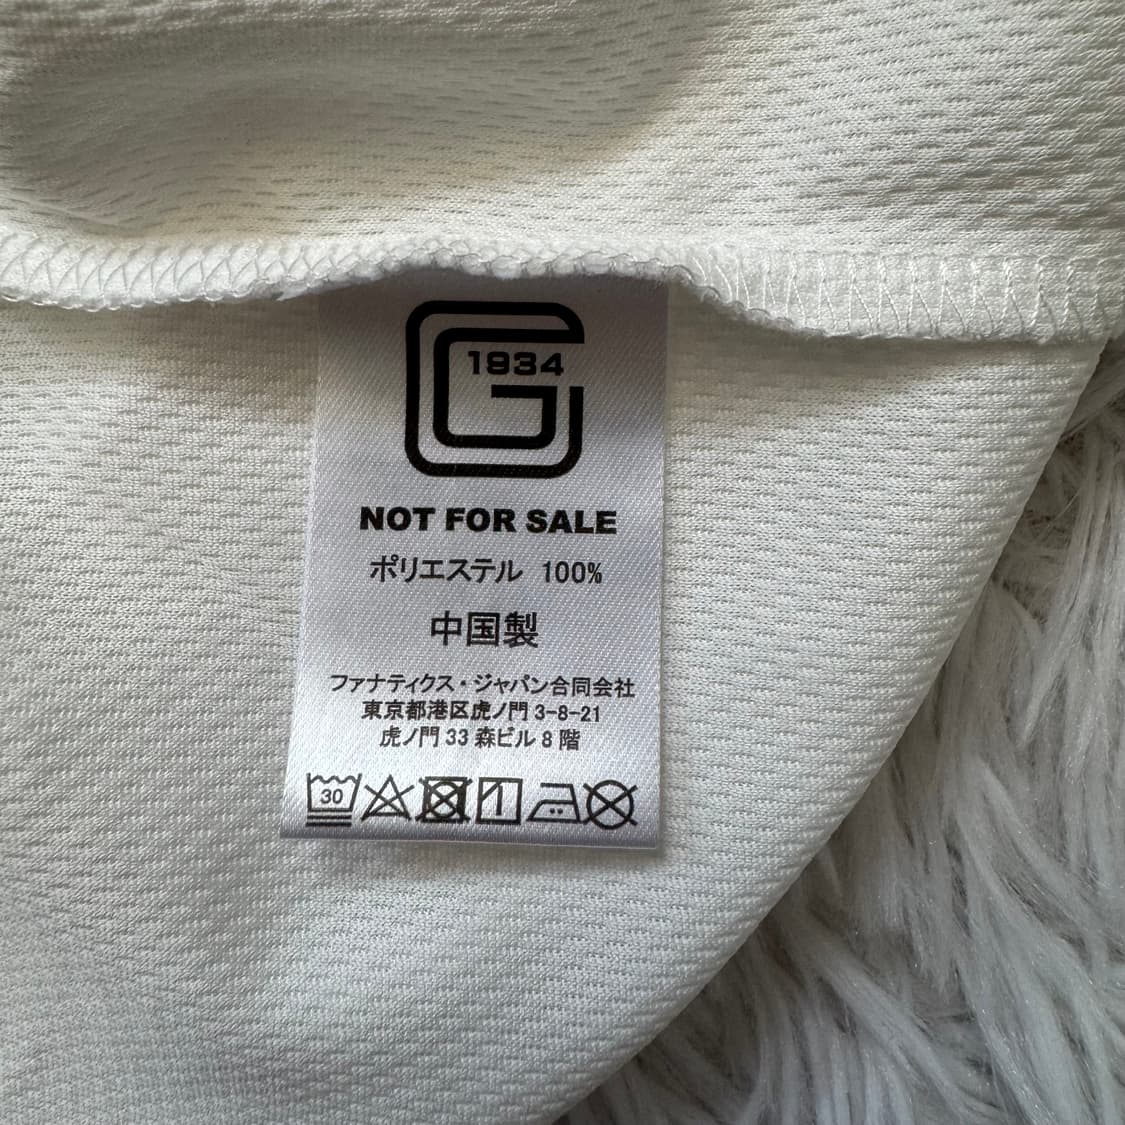 1934
G
NOT FOR SALE
ポリエステル 100%
中国製
ファナティクス・ジャパン合同会社
東京都港区虎ノ門3-8-21
虎ノ門33森ビル8階
30